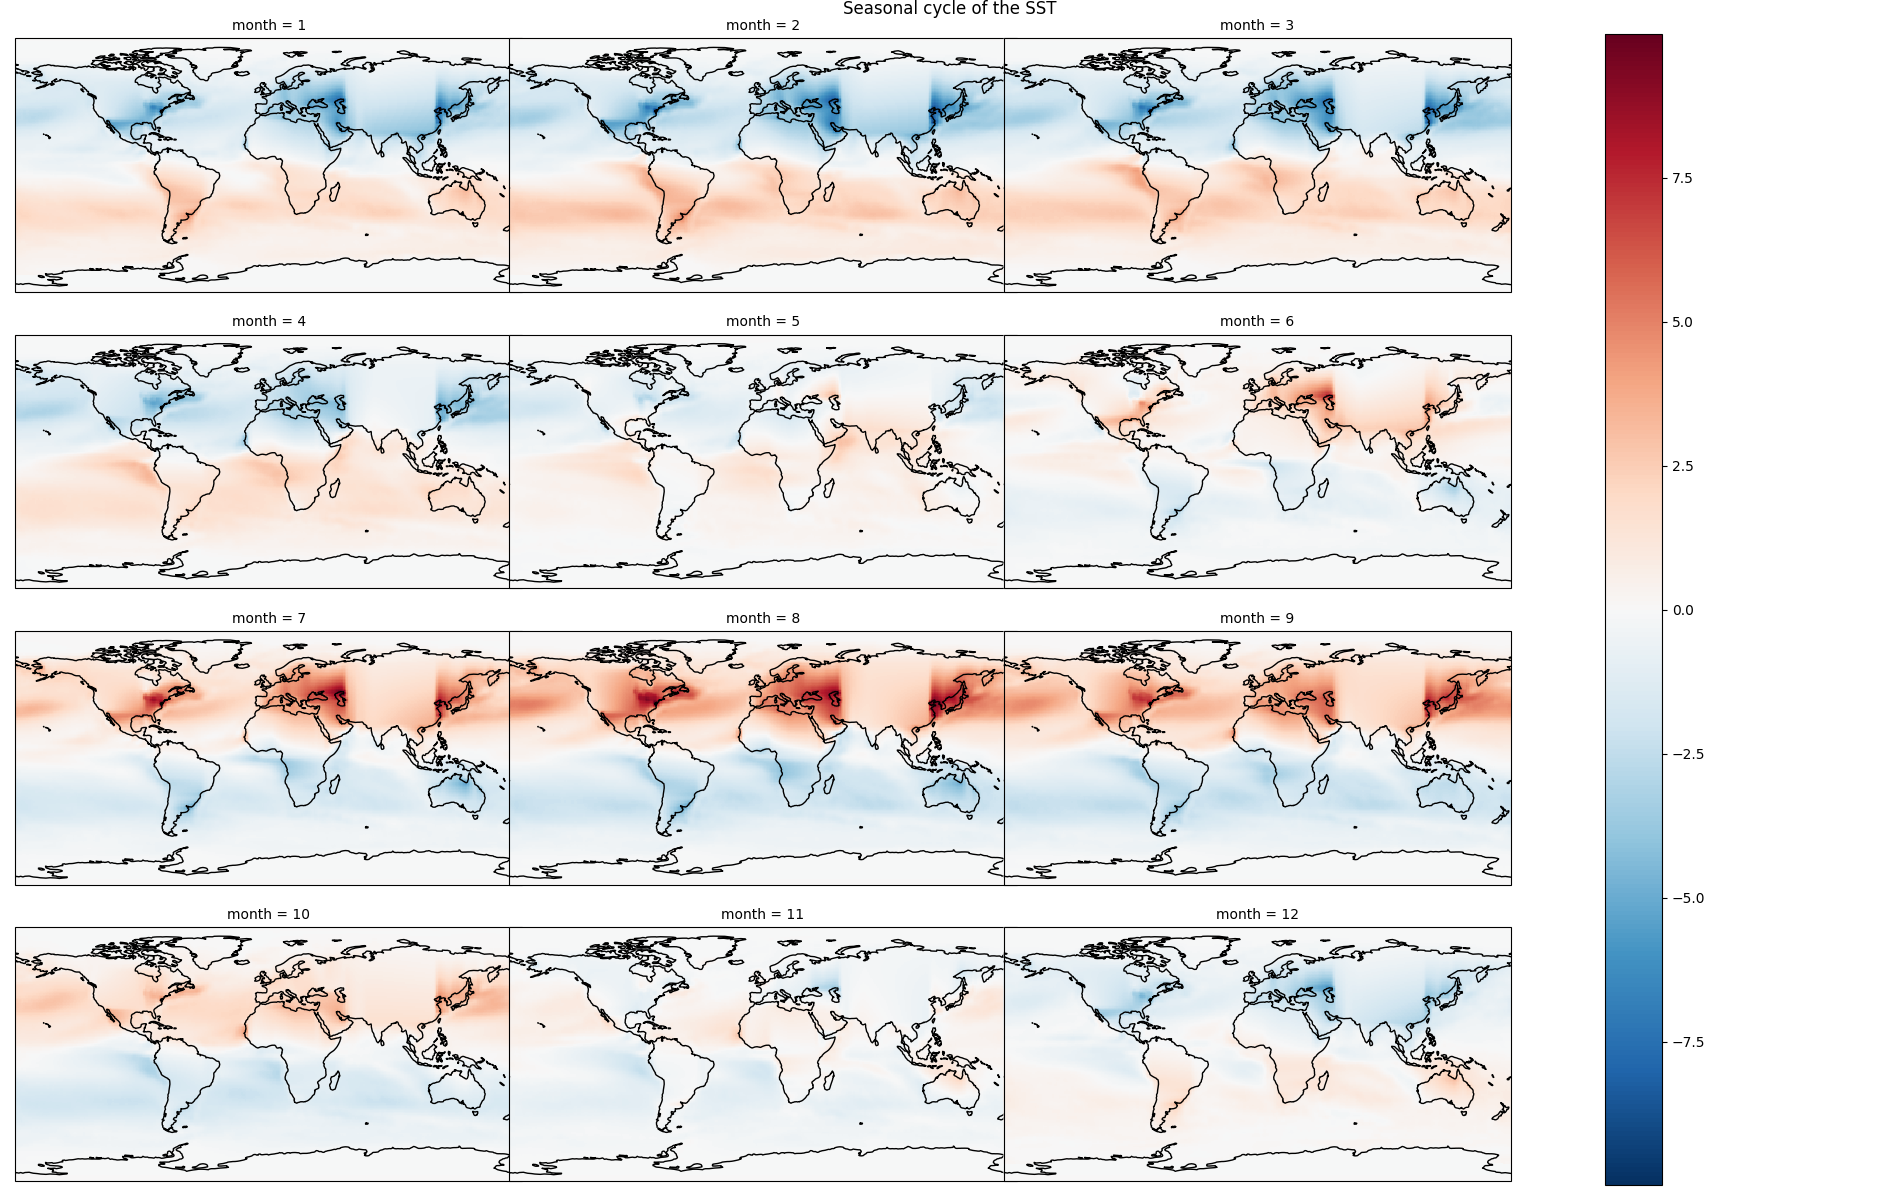 Seasonal cycle of the SST
month = 1
month = 2
month = 3
month = 4
month = 5
month = 6
month = 7
month = 8
month = 9
month = 10
month = 11
month = 12
7.5
5.0
2.5
0.0
−2.5
−5.0
−7.5